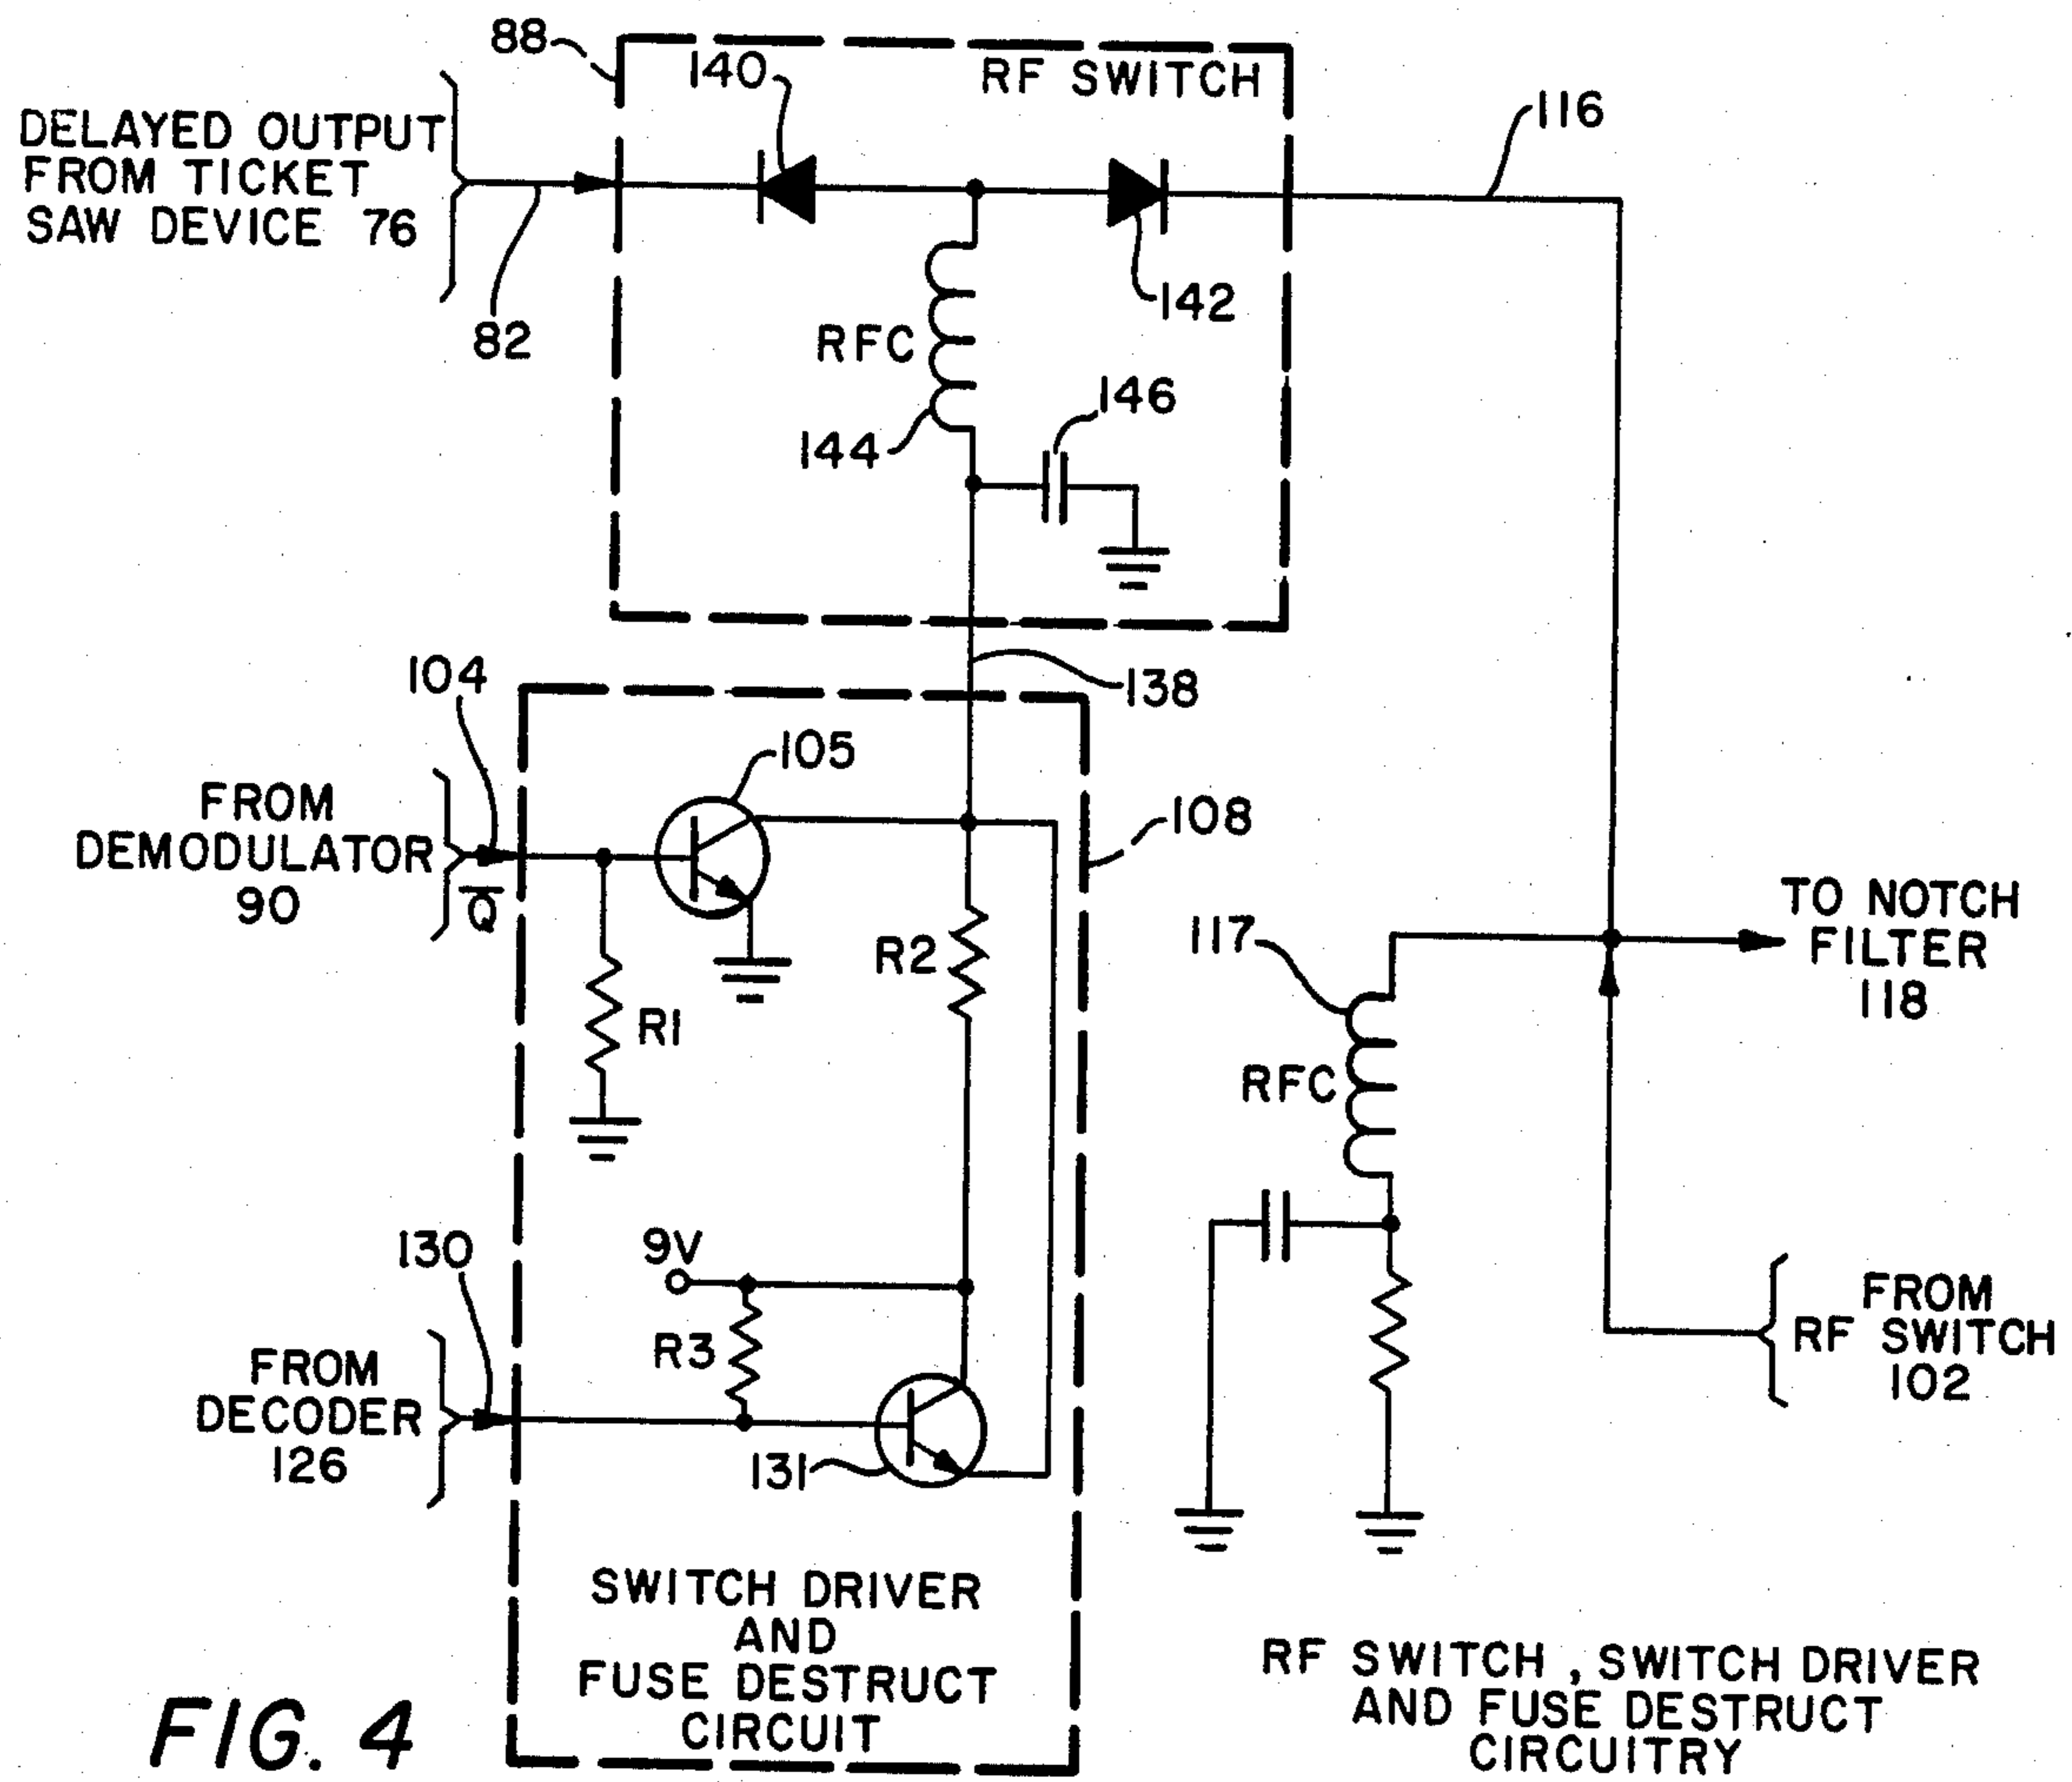 88
140
RF SWITCH
116
DELAYED OUTPUT
FROM TICKET
SAW DEVICE 76
82
142
RFC
146
144
138
104
105
108
FROM
DEMODULATOR
90
Q̅
R1
R2
TO NOTCH
FILTER
118
117
RFC
130
9V
R3
FROM
DECODER
126
131
FROM
RF SWITCH
102
SWITCH DRIVER
AND
FUSE DESTRUCT
CIRCUIT
RF SWITCH, SWITCH DRIVER
AND FUSE DESTRUCT
CIRCUITRY
FIG. 4